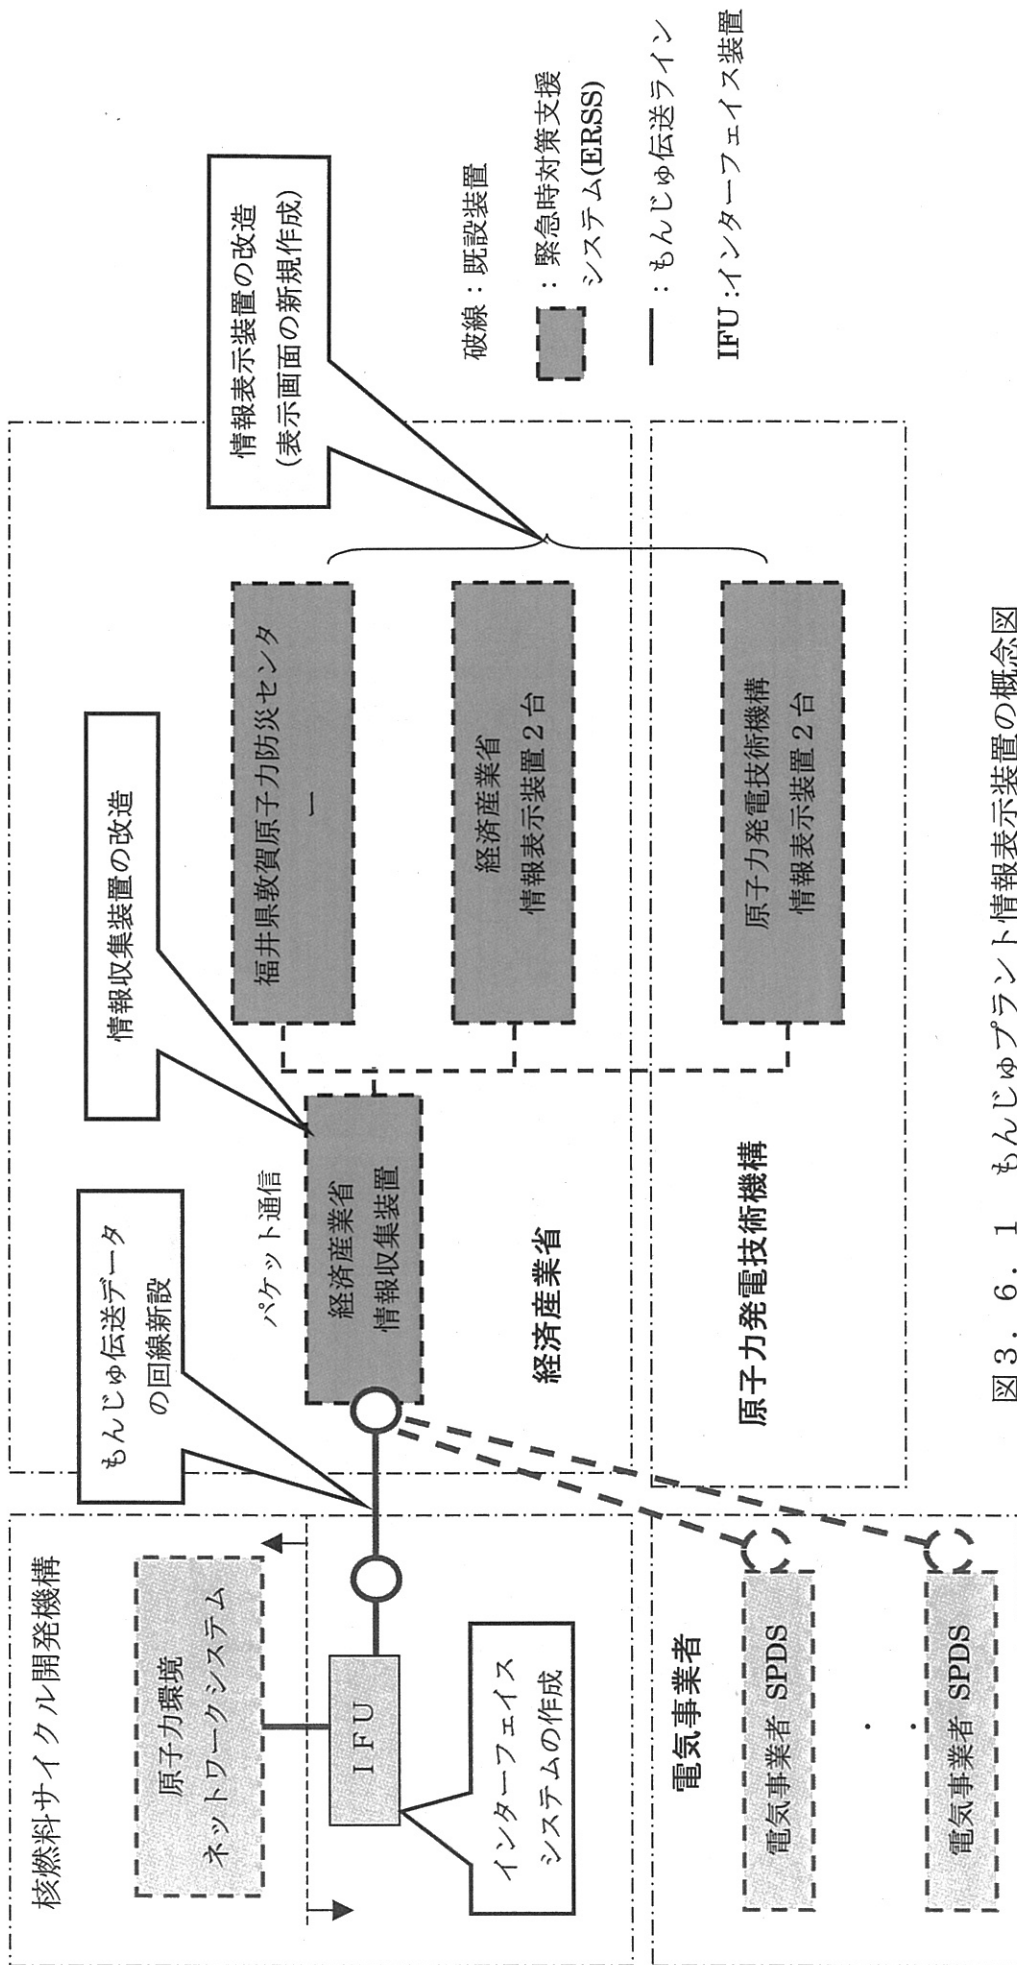 核燃料サイクル開発機構
原子力環境
ネットワークシステム
IFU
インターフェイス
システムの作成
もんじゅ伝送データ
の回線新設
パケット通信
経済産業省
情報収集装置
情報収集装置の改造
福井県敦賀原子力防災センタ
ー
経済産業省
情報表示装置2台
原子力発電技術機構
情報表示装置2台
情報表示装置の改造
(表示画面の新規作成)
経済産業省
原子力発電技術機構
電気事業者
電気事業者 SPDS
・
・
電気事業者 SPDS
破線：既設装置
：緊急時対策支援
システム(ERSS)
：もんじゅ伝送ライン
IFU：インターフェイス装置
図3．6．1　もんじゅプラント情報表示装置の概念図